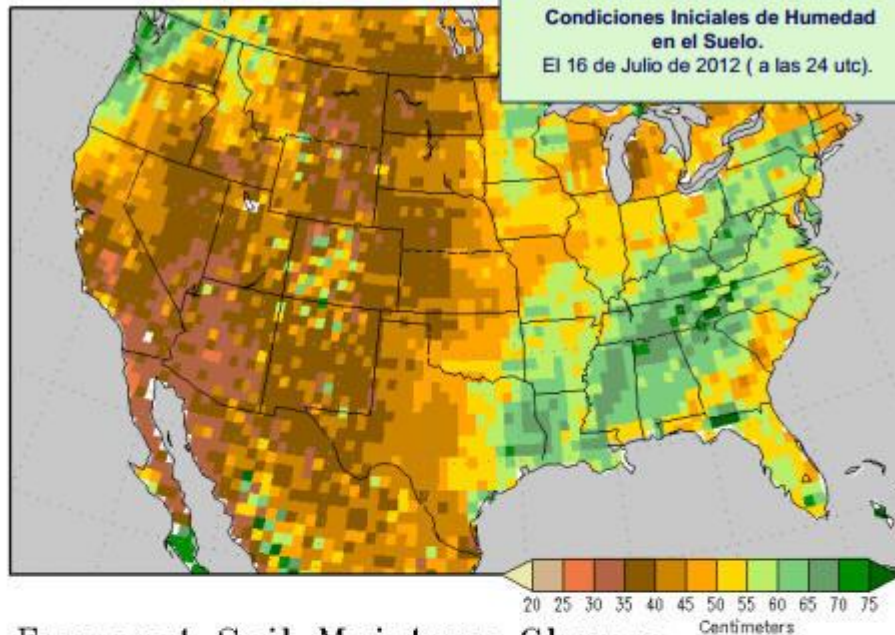 Condiciones Iniciales de Humedad
en el Suelo.
El 16 de Julio de 2012 ( a las 24 utc).
20 25 30 35 40 45 50 55 60 65 70 75
Centimeters